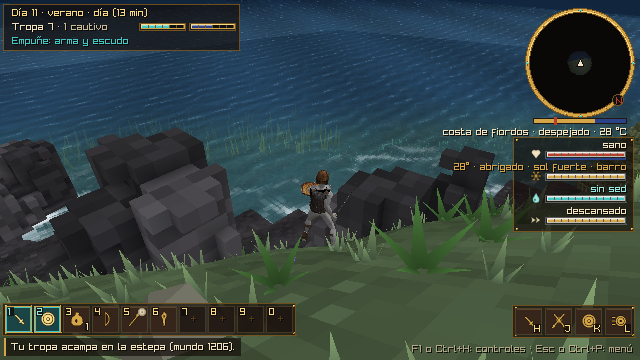 Día 11 · verano · día (13 min)
Tropa 7 · 1 cautivo
Empuñe: arma y escudo
N
costa de fiordos · despejado · 28 °C
sano
28° · abrigado · sol fuerte · barro
sin sed
descansado
1 2 3 4 5 6 7 8 9 0
1
H J K L
Tu tropa acampa en la estepa (mundo 1206).
F1 o Ctrl+H: controles · Esc o Ctrl+P: menú